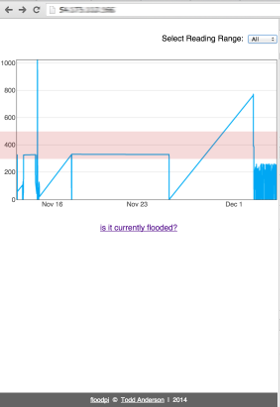 Select Reading Range: All
1000
800
600
400
200
0
Nov 16 Nov 23 Dec 1
is it currently flooded?
floodpi © Todd Anderson | 2014